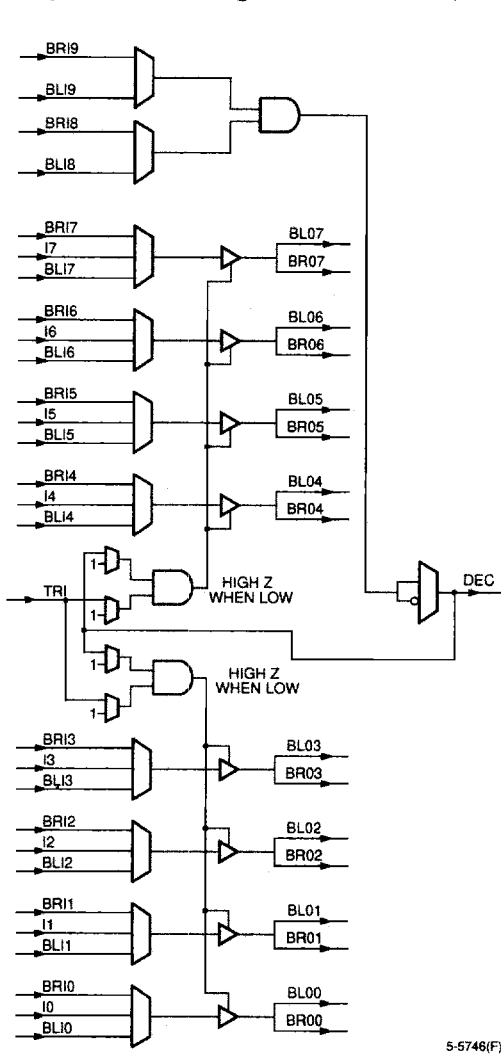 BRI9
BLI9
BRI8
BLI8
BRI7
I7
BLI7
BL07
BR07
BRI6
I6
BLI6
BL06
BR06
BRI5
I5
BLI5
BL05
BR05
BRI4
I4
BLI4
BL04
BR04
1
TRI
1
HIGH Z
WHEN LOW
DEC
1
1
HIGH Z
WHEN LOW
BRI3
I3
BLI3
BL03
BR03
BRI2
I2
BLI2
BL02
BR02
BRI1
I1
BLI1
BL01
BR01
BRI0
I0
BLI0
BL00
BR00
5-5746(F)